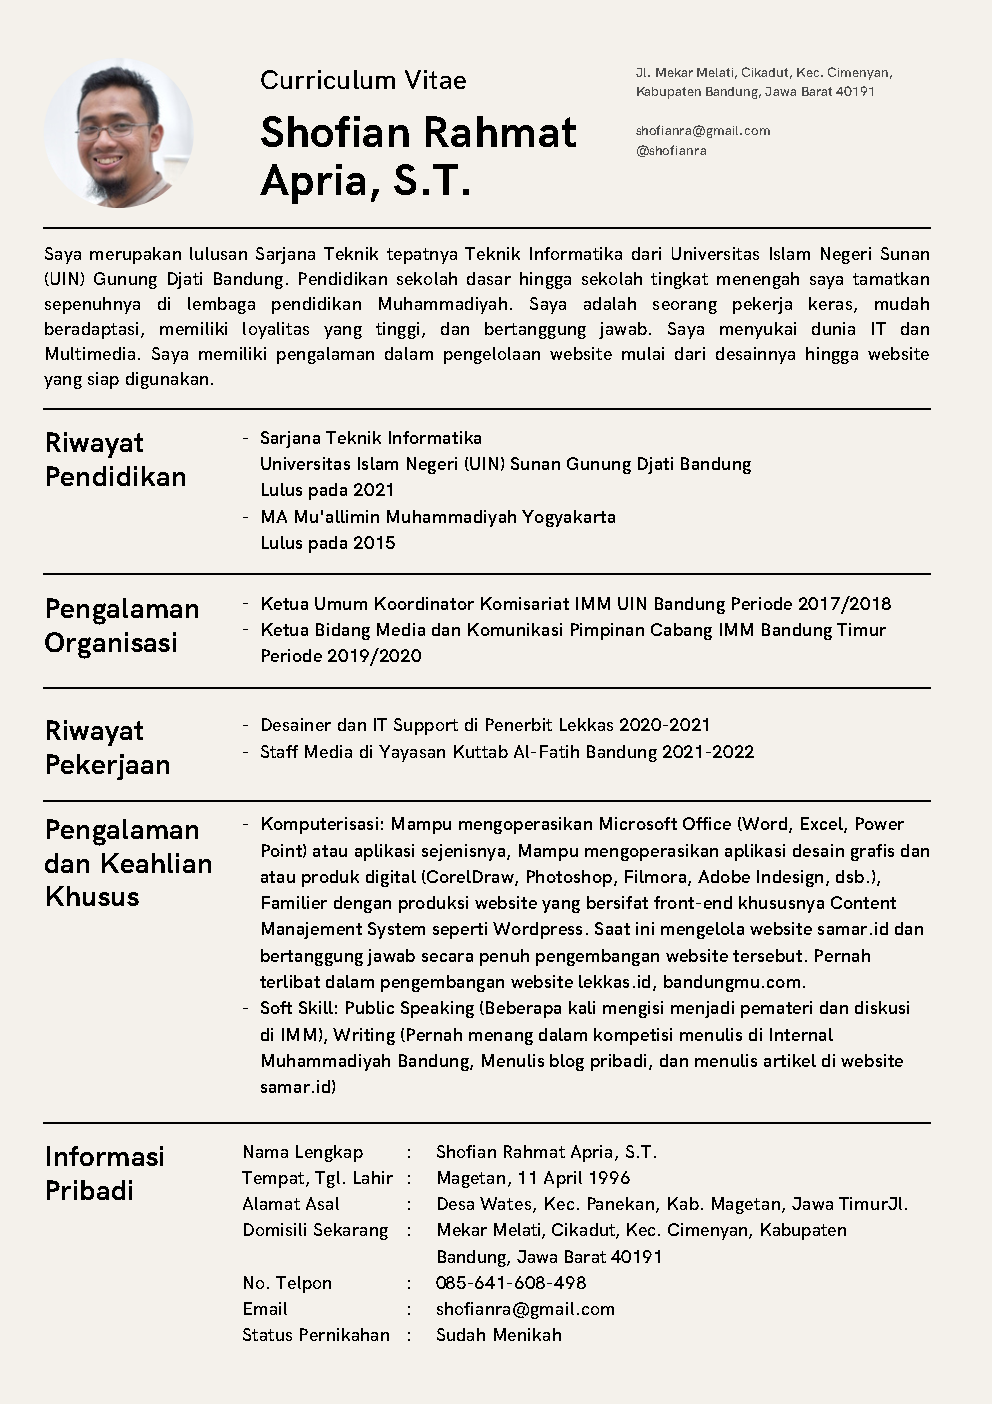 Curriculum Vitae
Shofian Rahmat
Apria, S.T.
Jl. Mekar Melati, Cikadut, Kec. Cimenyan,
Kabupaten Bandung, Jawa Barat 40191
shofianra@gmail.com
@shofianra
Saya merupakan lulusan Sarjana Teknik tepatnya Teknik Informatika dari Universitas Islam Negeri Sunan
(UIN) Gunung Djati Bandung. Pendidikan sekolah dasar hingga sekolah tingkat menengah saya tamatkan
sepenuhnya di lembaga pendidikan Muhammadiyah. Saya adalah seorang pekerja keras, mudah
beradaptasi, memiliki loyalitas yang tinggi, dan bertanggung jawab. Saya menyukai dunia IT dan
Multimedia. Saya memiliki pengalaman dalam pengelolaan website mulai dari desainnya hingga website
yang siap digunakan.
Riwayat
Pendidikan
- Sarjana Teknik Informatika
Universitas Islam Negeri (UIN) Sunan Gunung Djati Bandung
Lulus pada 2021
- MA Mu'allimin Muhammadiyah Yogyakarta
Lulus pada 2015
Pengalaman
Organisasi
- Ketua Umum Koordinator Komisariat IMM UIN Bandung Periode 2017/2018
- Ketua Bidang Media dan Komunikasi Pimpinan Cabang IMM Bandung Timur
Periode 2019/2020
Riwayat
Pekerjaan
- Desainer dan IT Support di Penerbit Lekkas 2020-2021
- Staff Media di Yayasan Kuttab Al-Fatih Bandung 2021-2022
Pengalaman
dan Keahlian
Khusus
- Komputerisasi: Mampu mengoperasikan Microsoft Office (Word, Excel, Power
Point) atau aplikasi sejenisnya, Mampu mengoperasikan aplikasi desain grafis dan
atau produk digital (CorelDraw, Photoshop, Filmora, Adobe Indesign, dsb.),
Familier dengan produksi website yang bersifat front-end khususnya Content
Manajement System seperti Wordpress. Saat ini mengelola website samar.id dan
bertanggung jawab secara penuh pengembangan website tersebut. Pernah
terlibat dalam pengembangan website lekkas.id, bandungmu.com.
- Soft Skill: Public Speaking (Beberapa kali mengisi menjadi pemateri dan diskusi
di IMM), Writing (Pernah menang dalam kompetisi menulis di Internal
Muhammadiyah Bandung, Menulis blog pribadi, dan menulis artikel di website
samar.id)
Informasi
Pribadi
Nama Lengkap : Shofian Rahmat Apria, S.T.
Tempat, Tgl. Lahir : Magetan, 11 April 1996
Alamat Asal : Desa Wates, Kec. Panekan, Kab. Magetan, Jawa TimurJl.
Domisili Sekarang : Mekar Melati, Cikadut, Kec. Cimenyan, Kabupaten
Bandung, Jawa Barat 40191
No. Telpon : 085-641-608-498
Email : shofianra@gmail.com
Status Pernikahan : Sudah Menikah